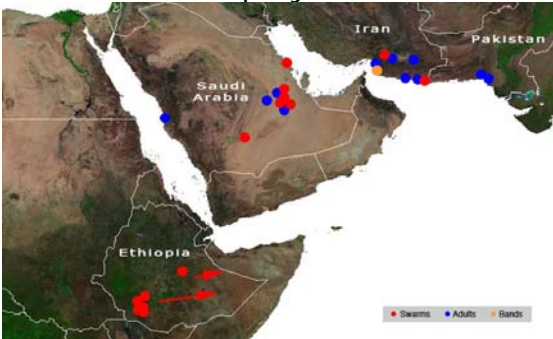 Iran
Pakistan
Saudi
Arabia
Ethiopia
Swarms Adults Bands